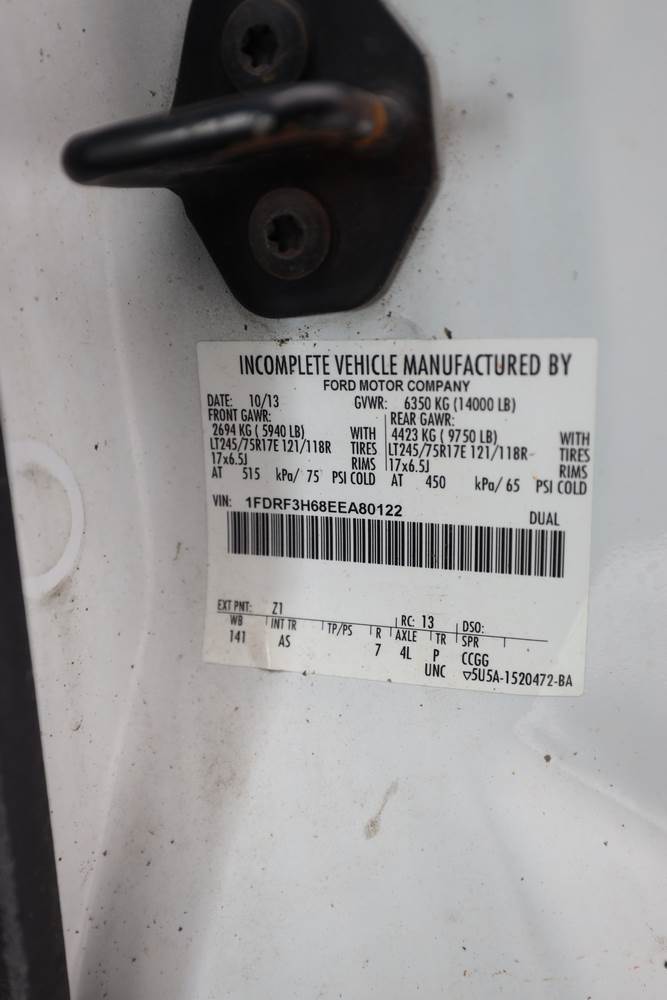 INCOMPLETE VEHICLE MANUFACTURED BY
FORD MOTOR COMPANY
DATE: 10/13 GVWR: 6350 KG (14000 LB)
FRONT GAWR: REAR GAWR:
2694 KG ( 5940 LB) WITH 4423 KG ( 9750 LB) WITH
LT245/75R17E 121/118R TIRES LT245/75R17E 121/118R TIRES
17x6.5J RIMS 17x6.5J RIMS
AT 515 kPa/ 75 PSI COLD AT 450 kPa/ 65 PSI COLD
VIN: 1FDRF3H68EEA80122 DUAL
EXT PNT: Z1 RC: 13 DSO:
WB INT TR TP/PS R AXLE TR SPR
141 AS 7 4L P CCGG
UNC ▽5U5A-1520472-BA